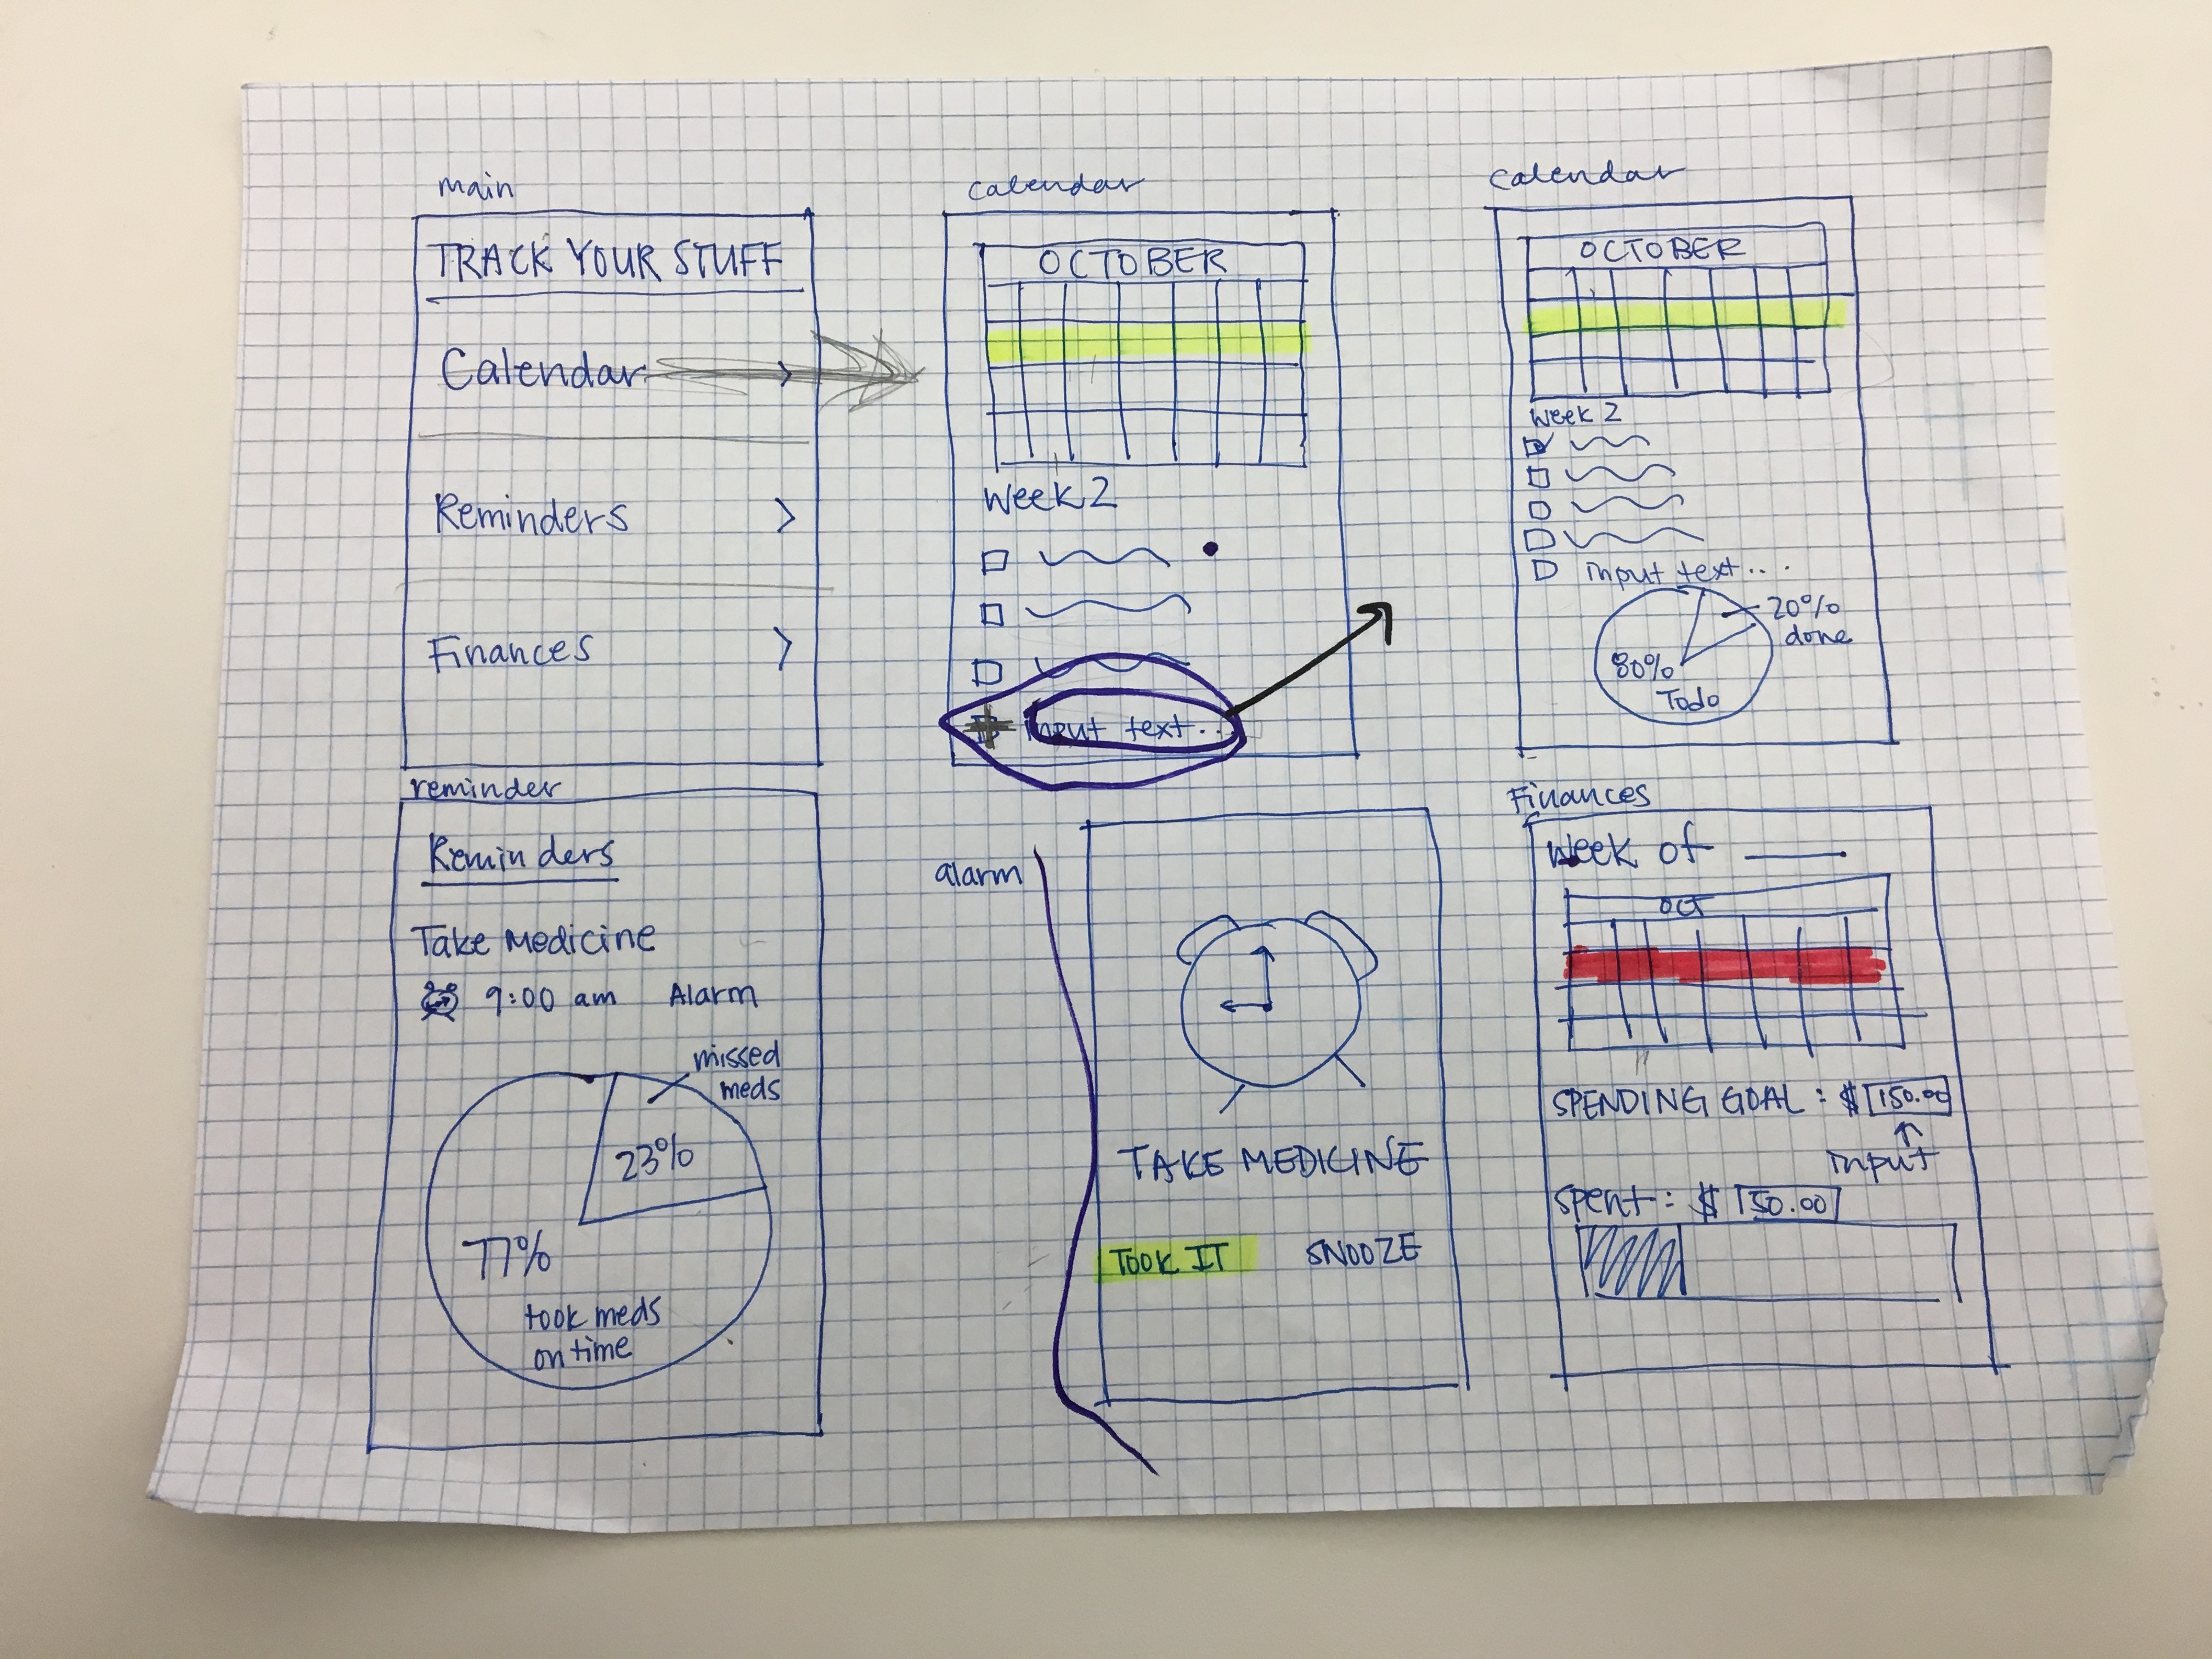 main
TRACK YOUR STUFF
Calendar >
Reminders >
Finances >
calendar
OCTOBER
Week 2
input text...
calendar
OCTOBER
Week 2
input text...
20%
done
80%
Todo
reminder
Reminders
Take Medicine
9:00 am Alarm
missed
meds
23%
77%
took meds
on time
alarm
TAKE MEDICINE
TOOK IT SNOOZE
Finances
Week of
OCT
SPENDING GOAL: $ 150.00
input
Spent: $ 50.00